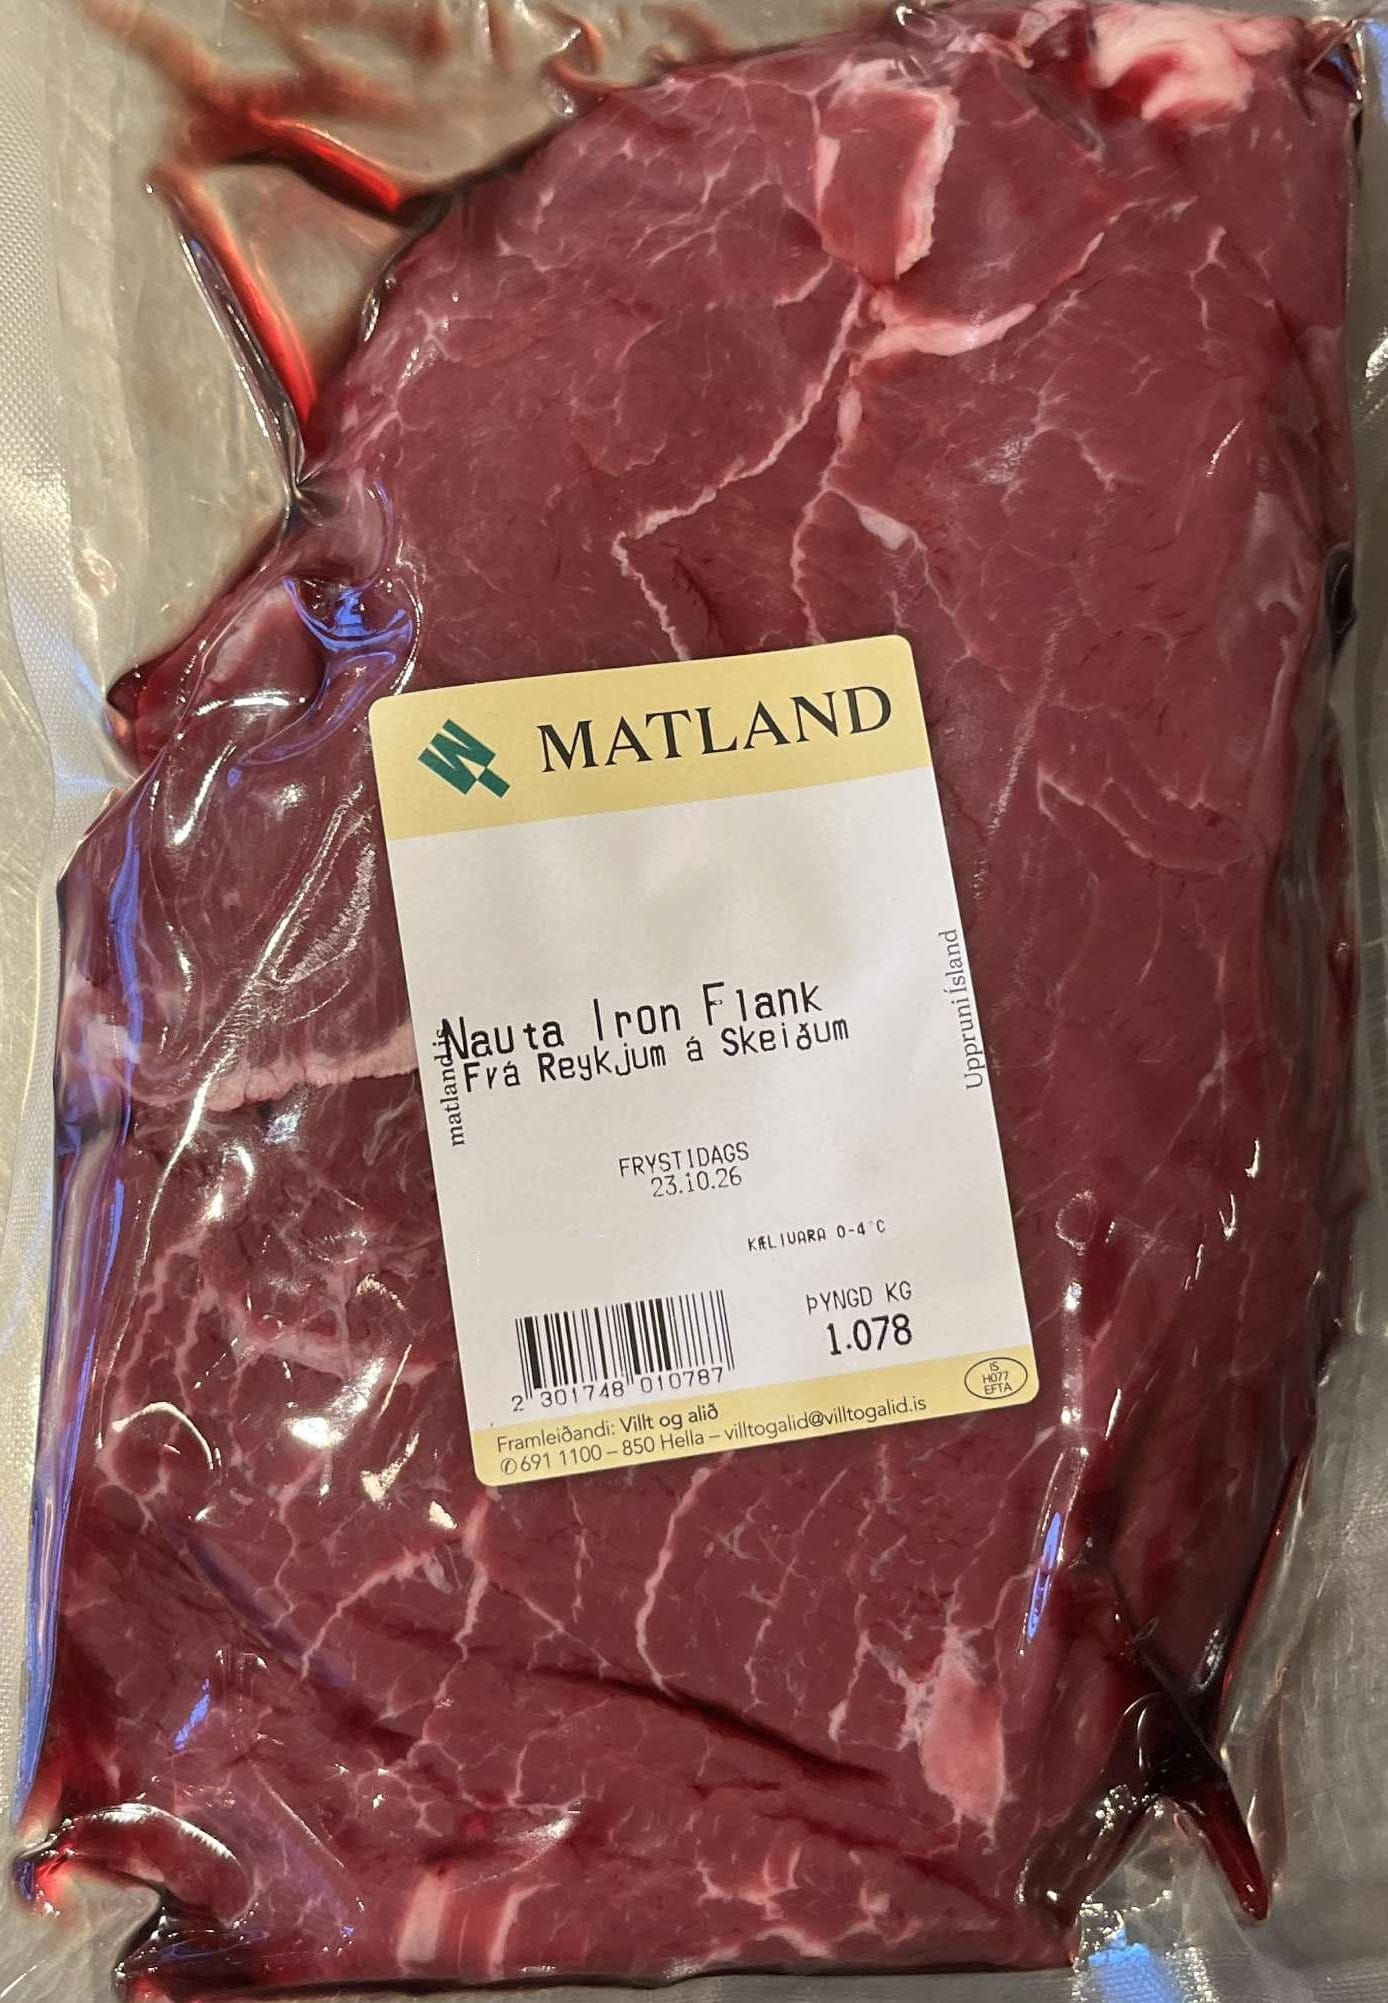 MATLAND
Nauta Iron Flank
Frá Reykjum á Skeiðum
matland.is
Uppruni Ísland
FRYSTIDAGS
23.10.26
KÆLIVARA 0-4°C
ÞYNGD KG
1.078
2 301748 010787
IS
H077
EFTA
Framleiðandi: Villt og alið
✆691 1100 – 850 Hella – villtogalid@villtogalid.is